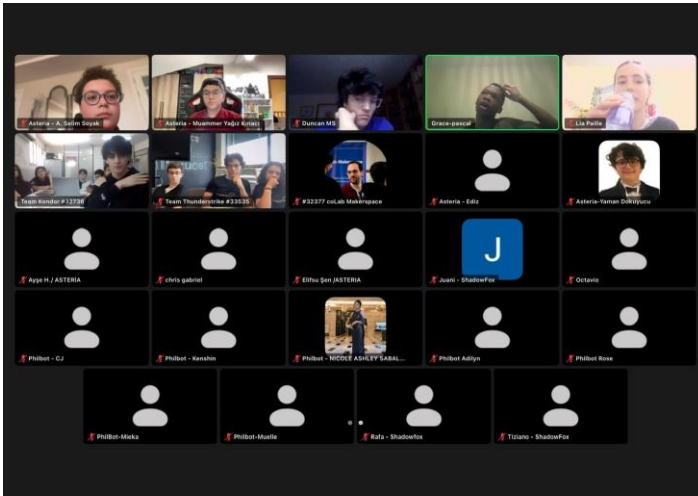 Asteria - A. Selim Soyak
Asteria - Muammer Yağız Kırlacı
Duncan MS
Grace-pascal
Lia Paille
Team Kondor #32736
Team Thunderstrike #33535
#32377 coLab Makerspace
Asteria - Ediz
Asteria-Yaman Dokuyucu
Ayşe H./ ASTERİA
chris gabriel
Elifsu Şen /ASTERIA
J
Juani - ShadowFox
Octavio
Philbot - CJ
Philbot - Kenshin
Philbot - NICOLE ASHLEY SABAL...
Philbot Adilyn
Philbot Rose
PhilBot-Mieka
Philbot-Muelle
Rafa - Shadowfox
Tiziano - ShadowFox